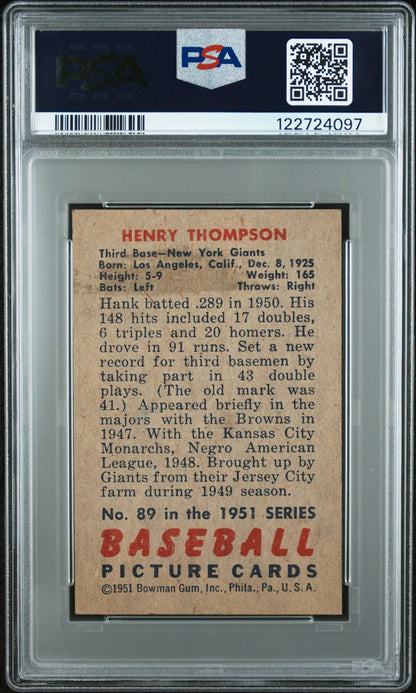 PSA
PSA
122724097
HENRY THOMPSON
Third Base—New York Giants
Born: Los Angeles, Calif., Dec. 8, 1925
Height: 5-9 Weight: 165
Bats: Left Throws: Right
Hank batted .289 in 1950. His
148 hits included 17 doubles,
6 triples and 20 homers. He
drove in 91 runs. Set a new
record for third basemen by
taking part in 43 double
plays. (The old mark was
41.) Appeared briefly in the
majors with the Browns in
1947. With the Kansas City
Monarchs, Negro American
League, 1948. Brought up by
Giants from their Jersey City
farm during 1949 season.
No. 89 in the 1951 SERIES
BASEBALL
PICTURE CARDS
©1951 Bowman Gum, Inc., Phila., Pa., U.S.A.